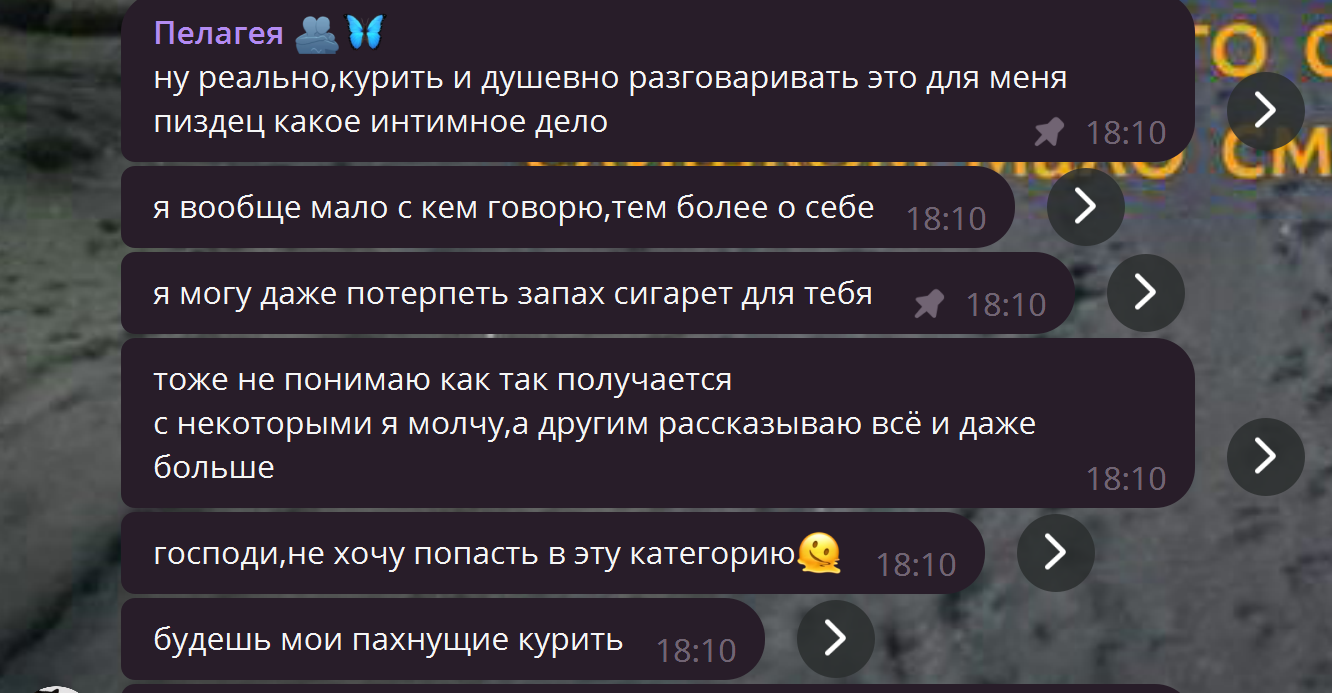 Пелагея 🫂🦋
ну реально,курить и душевно разговаривать это для меня
пиздец какое интимное дело
18:10
я вообще мало с кем говорю,тем более о себе
18:10
я могу даже потерпеть запах сигарет для тебя
18:10
тоже не понимаю как так получается
с некоторыми я молчу,а другим рассказываю всё и даже
больше
18:10
господи,не хочу попасть в эту категорию🫠
18:10
будешь мои пахнущие курить
18:10